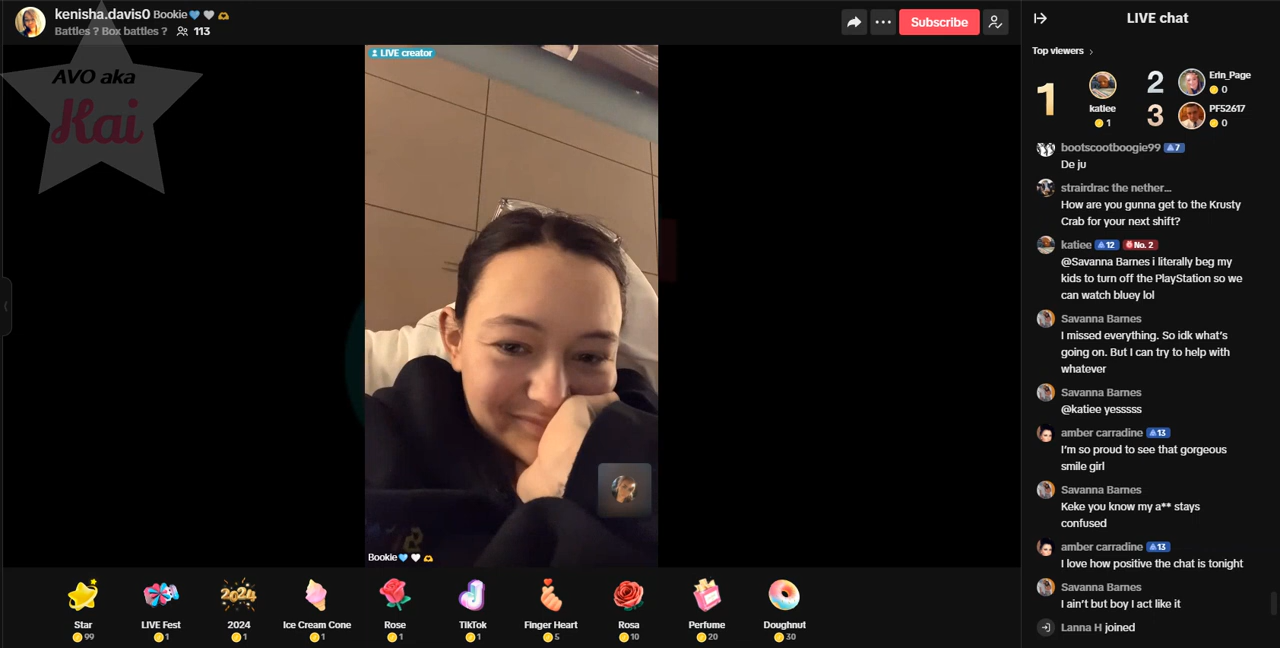 kenisha.davis0 Bookie💙🤍🫶
Battles ? Box battles ? 113
Subscribe
LIVE chat
AVO aka
Kai
LIVE creator
Bookie💙🤍🫶
Top viewers >
1
katiee
1
2
Erin_Page
0
3
PF52617
0
bootscootboogie99 7
De ju
strairdrac the nether...
How are you gunna get to the Krusty
Crab for your next shift?
katiee 12 No. 2
@Savanna Barnes i literally beg my
kids to turn off the PlayStation so we
can watch bluey lol
Savanna Barnes
I missed everything. So idk what's
going on. But I can try to help with
whatever
Savanna Barnes
@katiee yesssss
amber carradine 13
I'm so proud to see that gorgeous
smile girl
Savanna Barnes
Keke you know my a** stays
confused
amber carradine 13
I love how positive the chat is tonight
Savanna Barnes
I ain't but boy I act like it
Lanna H joined
2024
Star
99
LIVE Fest
1
2024
1
Ice Cream Cone
1
Rose
1
TikTok
1
Finger Heart
5
Rosa
10
Perfume
20
Doughnut
30